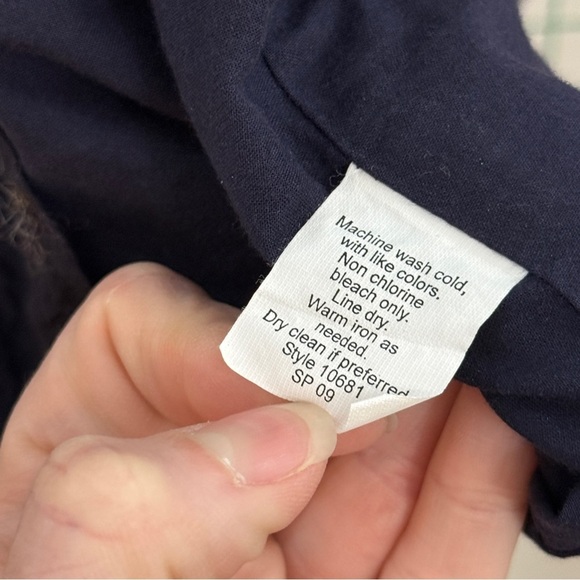 Machine wash cold,
with like colors.
Non chlorine
bleach only.
Line dry.
Warm iron as
needed.
Dry clean if preferred
Style 10681
SP 09